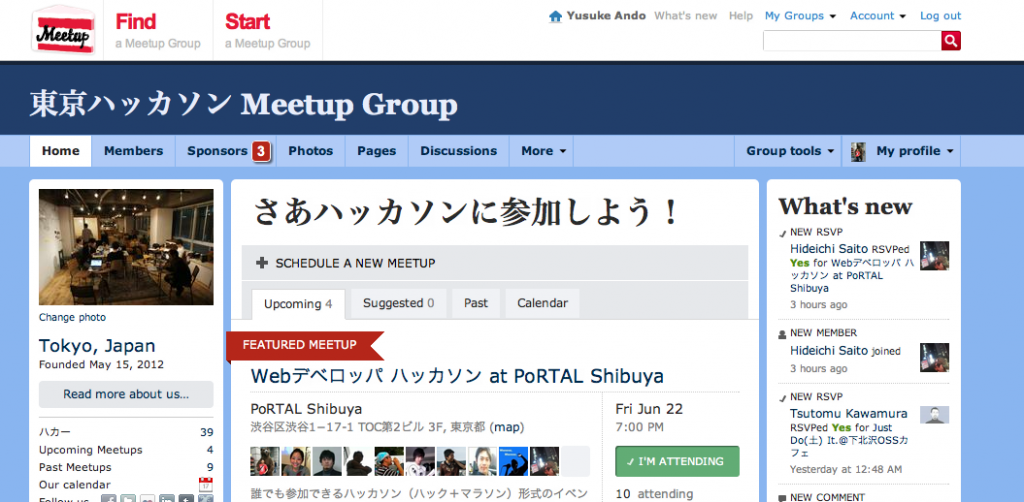 Meetup
Find
a Meetup Group
Start
a Meetup Group
Yusuke Ando What's new Help My Groups Account Log out
東京ハッカソン Meetup Group
Home Members Sponsors 3 Photos Pages Discussions More Group tools My profile
Change photo
Tokyo, Japan
Founded May 15, 2012
Read more about us...
ハカー 39
Upcoming Meetups 4
Past Meetups 9
Our calendar 17
Follow us
さあハッカソンに参加しよう！
SCHEDULE A NEW MEETUP
Upcoming 4 Suggested 0 Past Calendar
FEATURED MEETUP
Webデベロッパ ハッカソン at PoRTAL Shibuya
PoRTAL Shibuya
渋谷区渋谷1−17-1 TOC第2ビル 3F, 東京都 (map)
Fri Jun 22
7:00 PM
✓ I'M ATTENDING
10 attending
誰でも参加できるハッカソン（ハック＋マラソン）形式のイベン
What's new
NEW RSVP
Hideichi Saito RSVPed
Yes for Webデベロッパ ハ
ッカソン at PoRTAL
Shibuya
3 hours ago
NEW MEMBER
Hideichi Saito joined
3 hours ago
NEW RSVP
Tsutomu Kawamura
RSVPed Yes for Just
Do(土) It.@下北沢OSSカ
フェ
Yesterday at 12:48 AM
NEW COMMENT